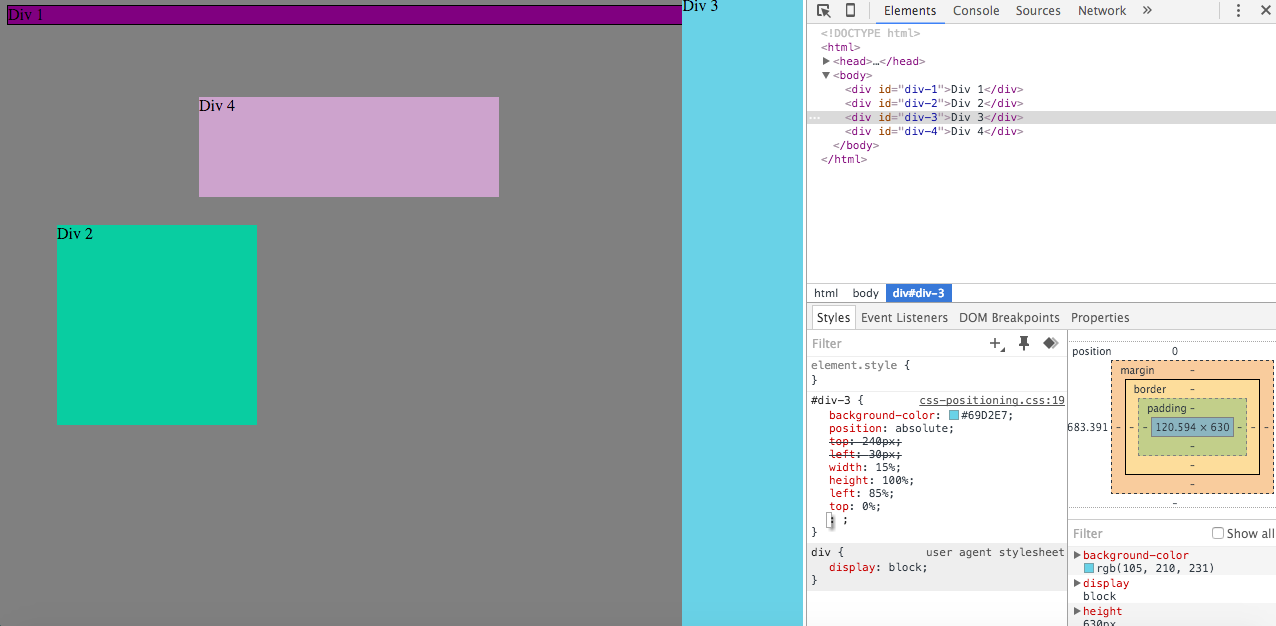 Div 1
Div 3
Div 4
Div 2
Elements Console Sources Network »
<!DOCTYPE html>
<html>
▶<head>…</head>
▼<body>
<div id="div-1">Div 1</div>
<div id="div-2">Div 2</div>
... <div id="div-3">Div 3</div>
<div id="div-4">Div 4</div>
</body>
</html>
html body div#div-3
Styles Event Listeners DOM Breakpoints Properties
Filter
element.style {
}
#div-3 { css-positioning.css:19
background-color: #69D2E7;
position: absolute;
top: 240px;
left: 30px;
width: 15%;
height: 100%;
left: 85%;
top: 0%;
: ;
}
div { user agent stylesheet
display: block;
}
position 0
margin -
border -
padding -
683.391 - - - 120.594 × 630 - - -
-
-
-
-
Filter Show all
▶background-color
rgb(105, 210, 231)
▶display
block
▶height
630px